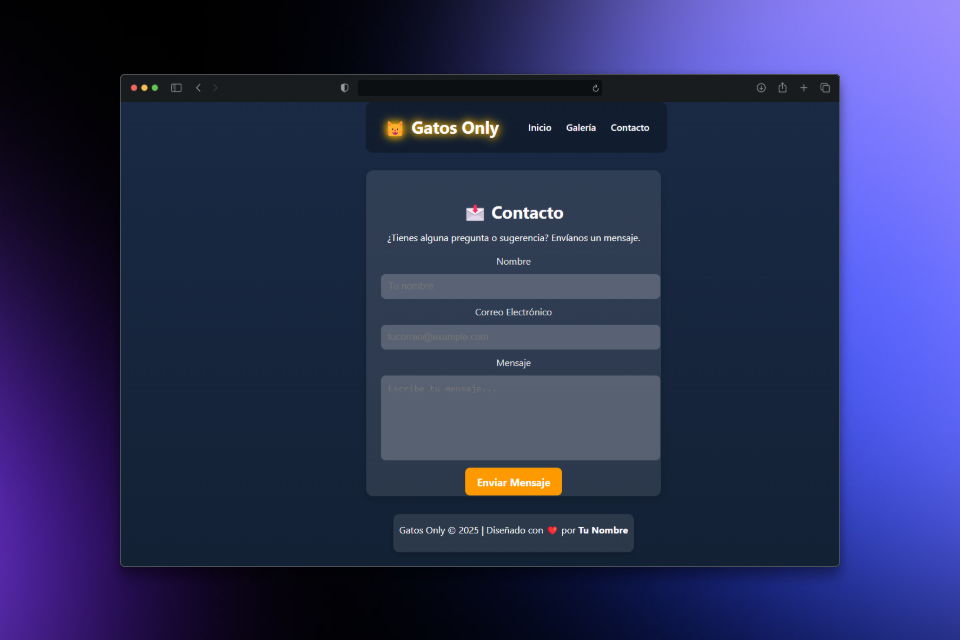 Gatos Only
Inicio Galería Contacto
Contacto
¿Tienes alguna pregunta o sugerencia? Envíanos un mensaje.
Nombre
Tu nombre
Correo Electrónico
tucorreo@example.com
Mensaje
Escribe tu mensaje...
Enviar Mensaje
Gatos Only © 2025 | Diseñado con ❤️ por Tu Nombre